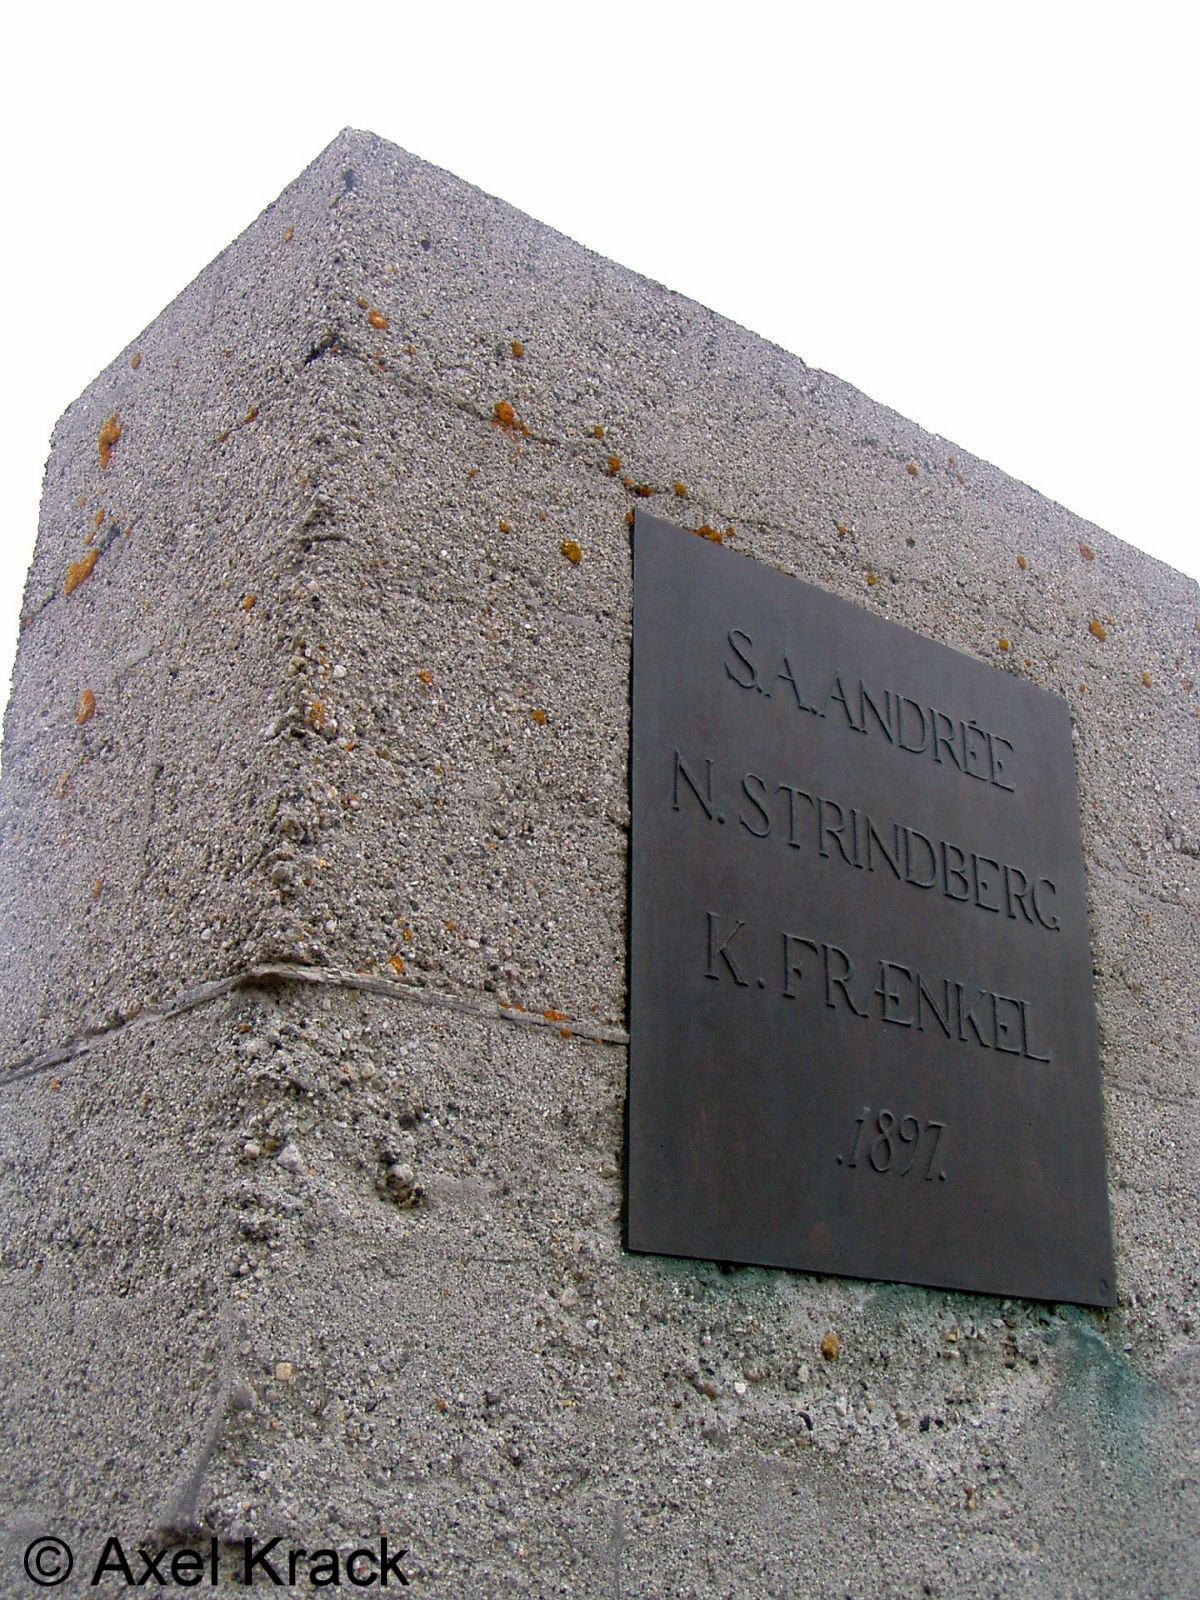 S.A.ANDRÉE
N.STRINDBERG
K.FRÆNKEL
.1897.
© Axel Krack